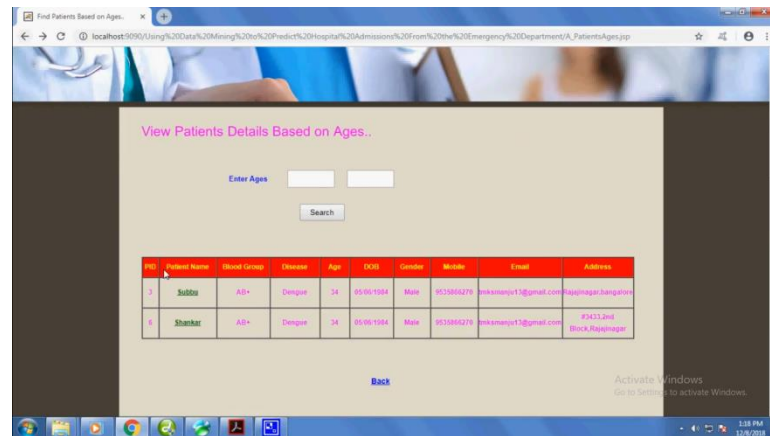 Find Patients Based on Ages..
localhost:9090/Using%20Data%20Mining%20to%20Predict%20Hospital%20Admissions%20From%20the%20Emergency%20Department/A_PatientsAges.jsp
View Patients Details Based on Ages..
Enter Ages
Search
PID Patient Name Blood Group Disease Age DOB Gender Mobile Email Address
3 Subbu AB+ Dengue 34 05/06/1984 Male 9535866270 tmksmanju13@gmail.com Rajajinagar,bangalore
6 Shankar AB+ Dengue 34 05/06/1984 Male 9535866270 tmksmanju13@gmail.com #3433,2nd
Block,Rajajinagar
Back
Activate Windows
Go to Settings to activate Windows.
1:18 PM
12/6/2018